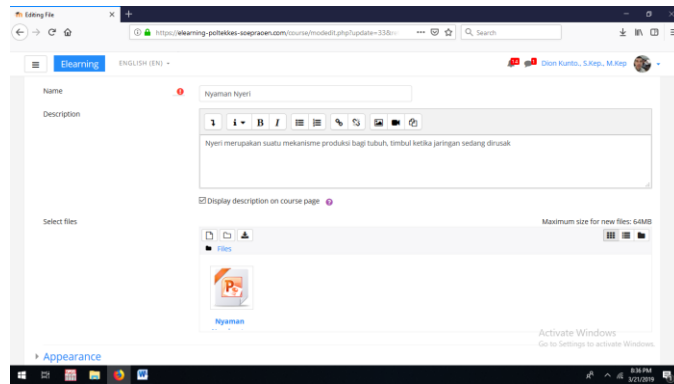 Editing File
https://elearning-poltekkes-soepraoen.com/course/modedit.php?update=338
Search
Elearning
ENGLISH (EN)
Dion Kunto., S.Kep., M.Kep
Name
Nyaman Nyeri
Description
B I
Nyeri merupakan suatu mekanisme produksi bagi tubuh, timbul ketika jaringan sedang dirusak
Display description on course page
Select files
Maximum size for new files: 64MB
Files
Nyaman
Appearance
Activate Windows
Go to Settings to activate Windows.
8:36 PM
3/21/2019